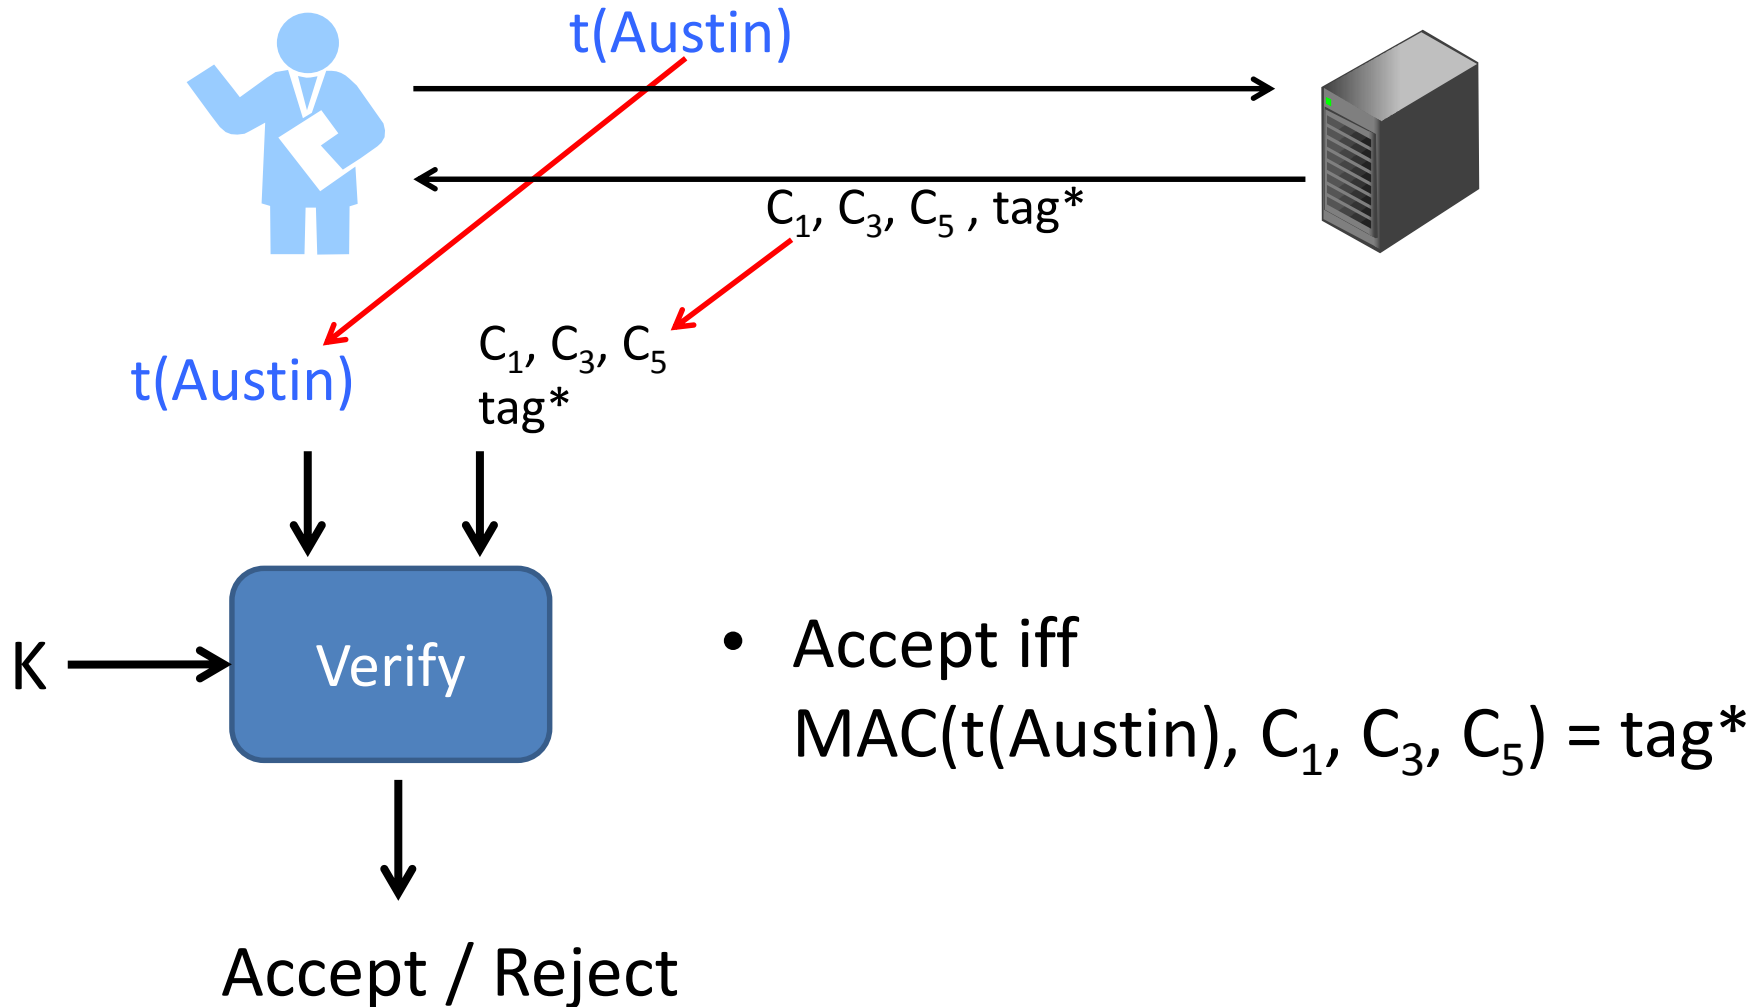 t(Austin)
C₁, C₃, C₅ , tag*
t(Austin)
C₁, C₃, C₅
tag*
K
Verify
• Accept iff
MAC(t(Austin), C₁, C₃, C₅) = tag*
Accept / Reject